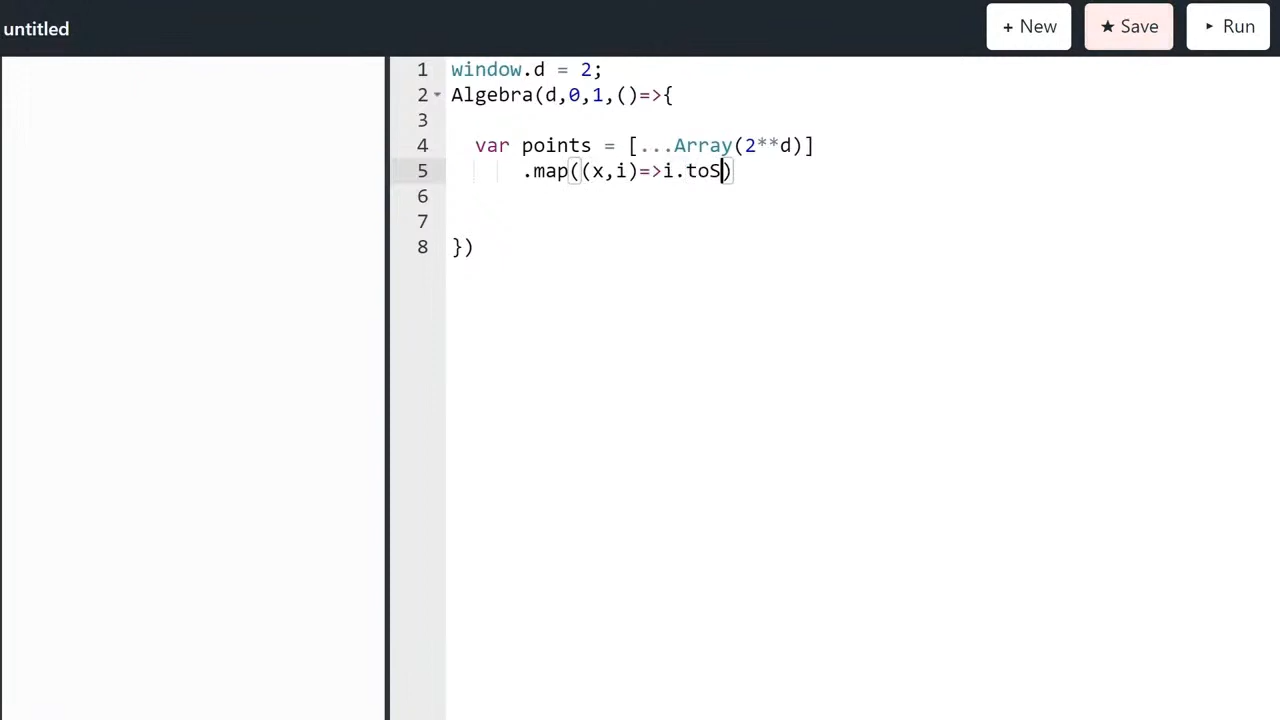 untitled
+ New
★ Save
▸ Run
1 window.d = 2;
2 Algebra(d,0,1,()=>{
3
4 var points = [...Array(2**d)]
5 .map((x,i)=>i.toS)
6
7
8 })